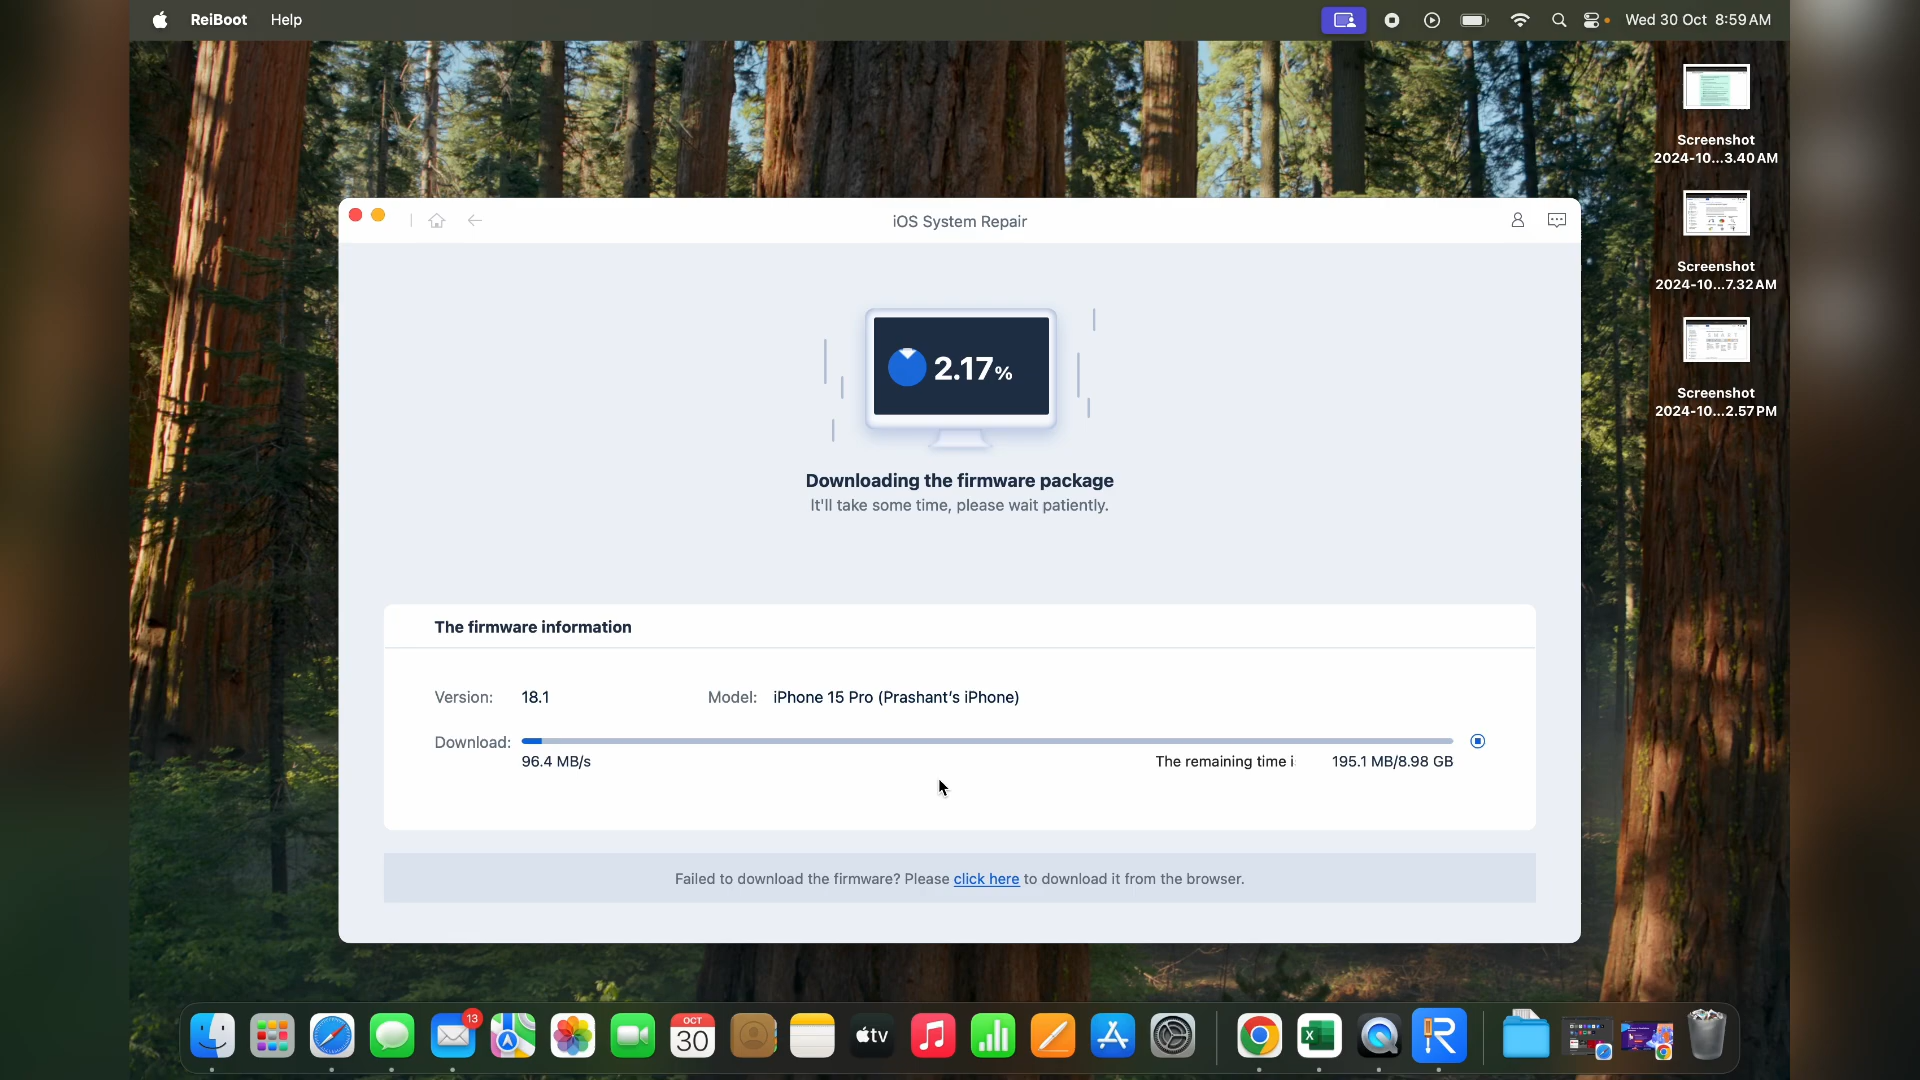 ReiBoot Help
Wed 30 Oct 8:59 AM
Screenshot
2024-10...3.40 AM
Screenshot
2024-10...7.32 AM
Screenshot
2024-10...2.57 PM
iOS System Repair
2.17%
Downloading the firmware package
It'll take some time, please wait patiently.
The firmware information
Version: 18.1 Model: iPhone 15 Pro (Prashant's iPhone)
Download:
96.4 MB/s The remaining time i 195.1 MB/8.98 GB
Failed to download the firmware? Please click here to download it from the browser.
13
OCT
30
tv
X
R